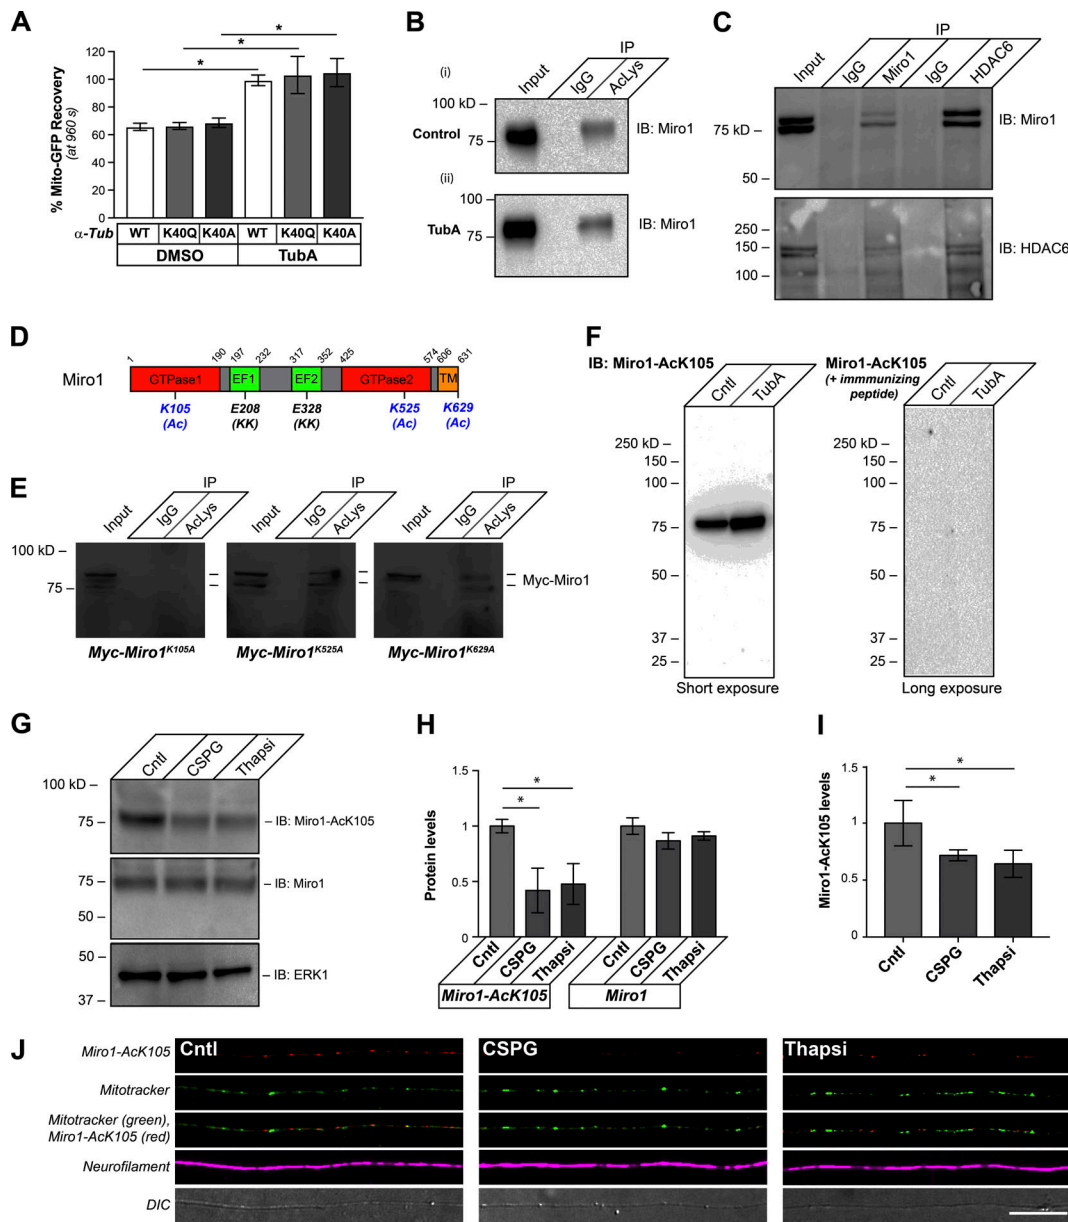 A
% Mito-GFP Recovery
(at 960 s)
120
100
80
60
40
20
0
*
*
*
α-Tub
WT K40Q K40A WT K40Q K40A
DMSO TubA
B
IP
Input IgG AcLys
(i)
100 kD –
Control
75 –
IB: Miro1
(ii)
100 –
TubA
75 –
IB: Miro1
C
IP
Input IgG Miro1 IgG HDAC6
75 kD –
50 –
IB: Miro1
250 –
150 –
100 –
IB: HDAC6
D
1 190 197 232 317 352 425 574 606 631
Miro1
GTPase1 EF1 EF2 GTPase2 TM
K105 E208 E328 K525 K629
(Ac) (KK) (KK) (Ac) (Ac)
E
IP IP IP
Input IgG AcLys Input IgG AcLys Input IgG AcLys
100 kD –
75 –
Myc-Miro1
Myc-Miro1K105A Myc-Miro1K525A Myc-Miro1K629A
F
IB: Miro1-AcK105
Cntl TubA
250 kD –
150 –
100 –
75 –
50 –
37 –
25 –
Short exposure
Miro1-AcK105
(+ immmunizing
peptide)
Cntl TubA
250 kD –
150 –
100 –
75 –
50 –
37 –
25 –
Long exposure
G
Cntl CSPG Thapsi
100 kD –
75 –
IB: Miro1-AcK105
75 –
50 –
IB: Miro1
50 –
37 –
IB: ERK1
H
Protein levels
1.5
1
0.5
0
*
*
Cntl CSPG Thapsi Cntl CSPG Thapsi
Miro1-AcK105 Miro1
I
Miro1-AcK105 levels
1.5
1
0.5
0
*
*
Cntl CSPG Thapsi
J
Cntl CSPG Thapsi
Miro1-AcK105
Mitotracker
Mitotracker (green),
Miro1-AcK105 (red)
Neurofilament
DIC